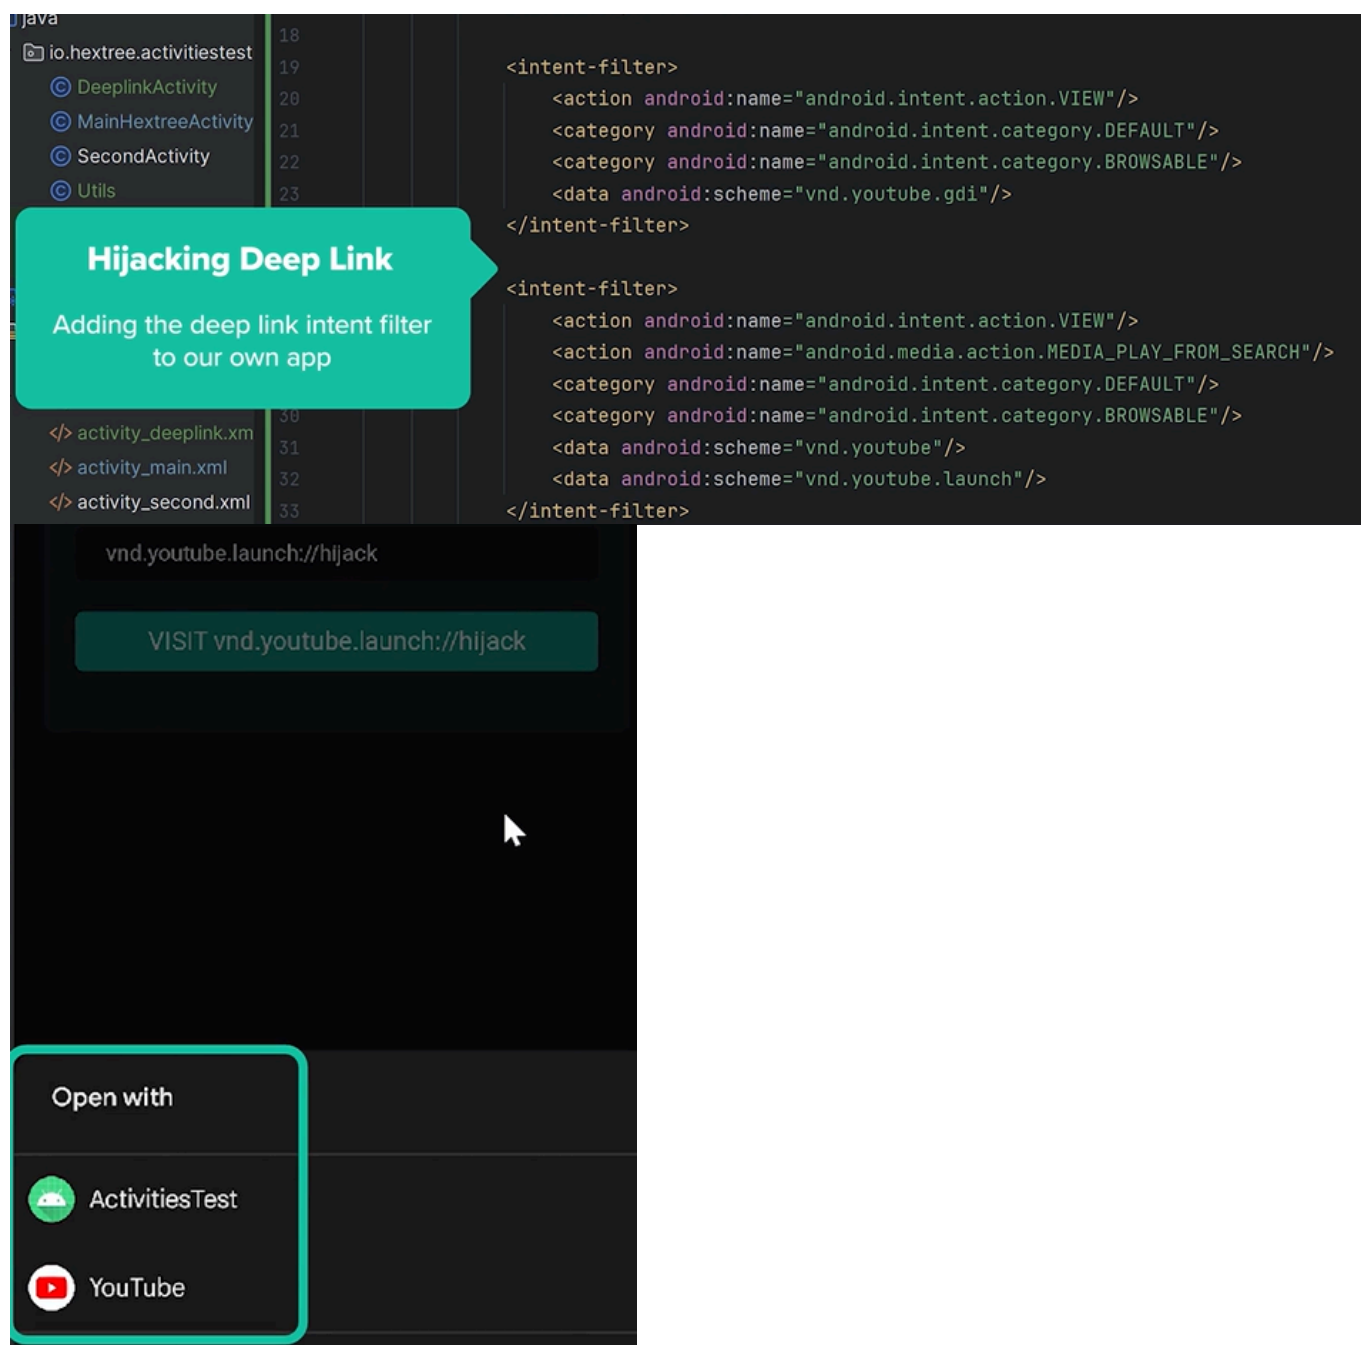 java
io.hextree.activitiestest
DeeplinkActivity
MainHextreeActivity
SecondActivity
Utils
Hijacking Deep Link
Adding the deep link intent filter
to our own app
</> activity_deeplink.xm
</> activity_main.xml
</> activity_second.xml
18
19 <intent-filter>
20 <action android:name="android.intent.action.VIEW"/>
21 <category android:name="android.intent.category.DEFAULT"/>
22 <category android:name="android.intent.category.BROWSABLE"/>
23 <data android:scheme="vnd.youtube.gdi"/>
</intent-filter>
<intent-filter>
<action android:name="android.intent.action.VIEW"/>
<action android:name="android.media.action.MEDIA_PLAY_FROM_SEARCH"/>
<category android:name="android.intent.category.DEFAULT"/>
30 <category android:name="android.intent.category.BROWSABLE"/>
31 <data android:scheme="vnd.youtube"/>
32 <data android:scheme="vnd.youtube.launch"/>
33 </intent-filter>
vnd.youtube.launch://hijack
VISIT vnd.youtube.launch://hijack
Open with
ActivitiesTest
YouTube